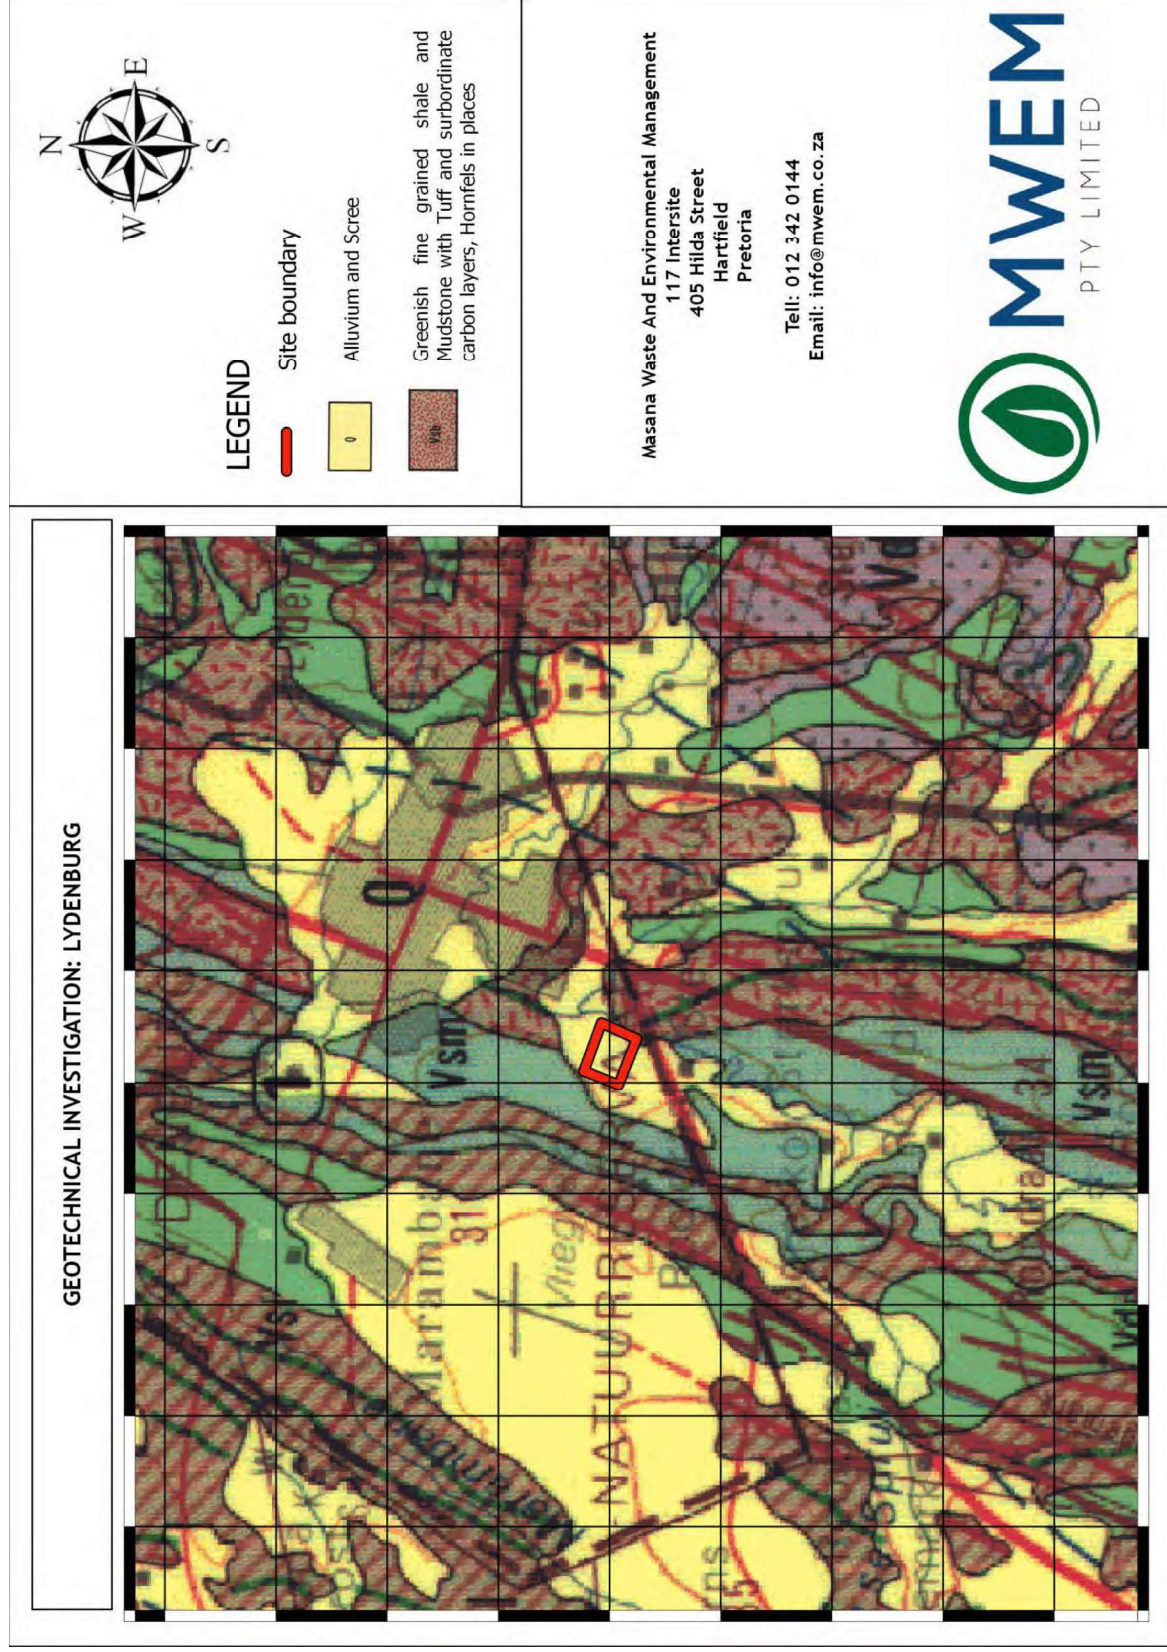 GEOTECHNICAL INVESTIGATION: LYDENBURG
N
W
E
S
LEGEND
Site boundary
Q
Alluvium and Scree
Vsb
Greenish fine grained shale and
Mudstone with Tuff and surbordinate
carbon layers, Hornfels in places
Masana Waste And Environmental Management
117 Intersite
405 Hilda Street
Hartfield
Pretoria
Tell: 012 342 0144
Email: info@mwem.co.za
MWEM
PTY LIMITED
Q
Vsm
Vs
31
NATUURRES
Vsm